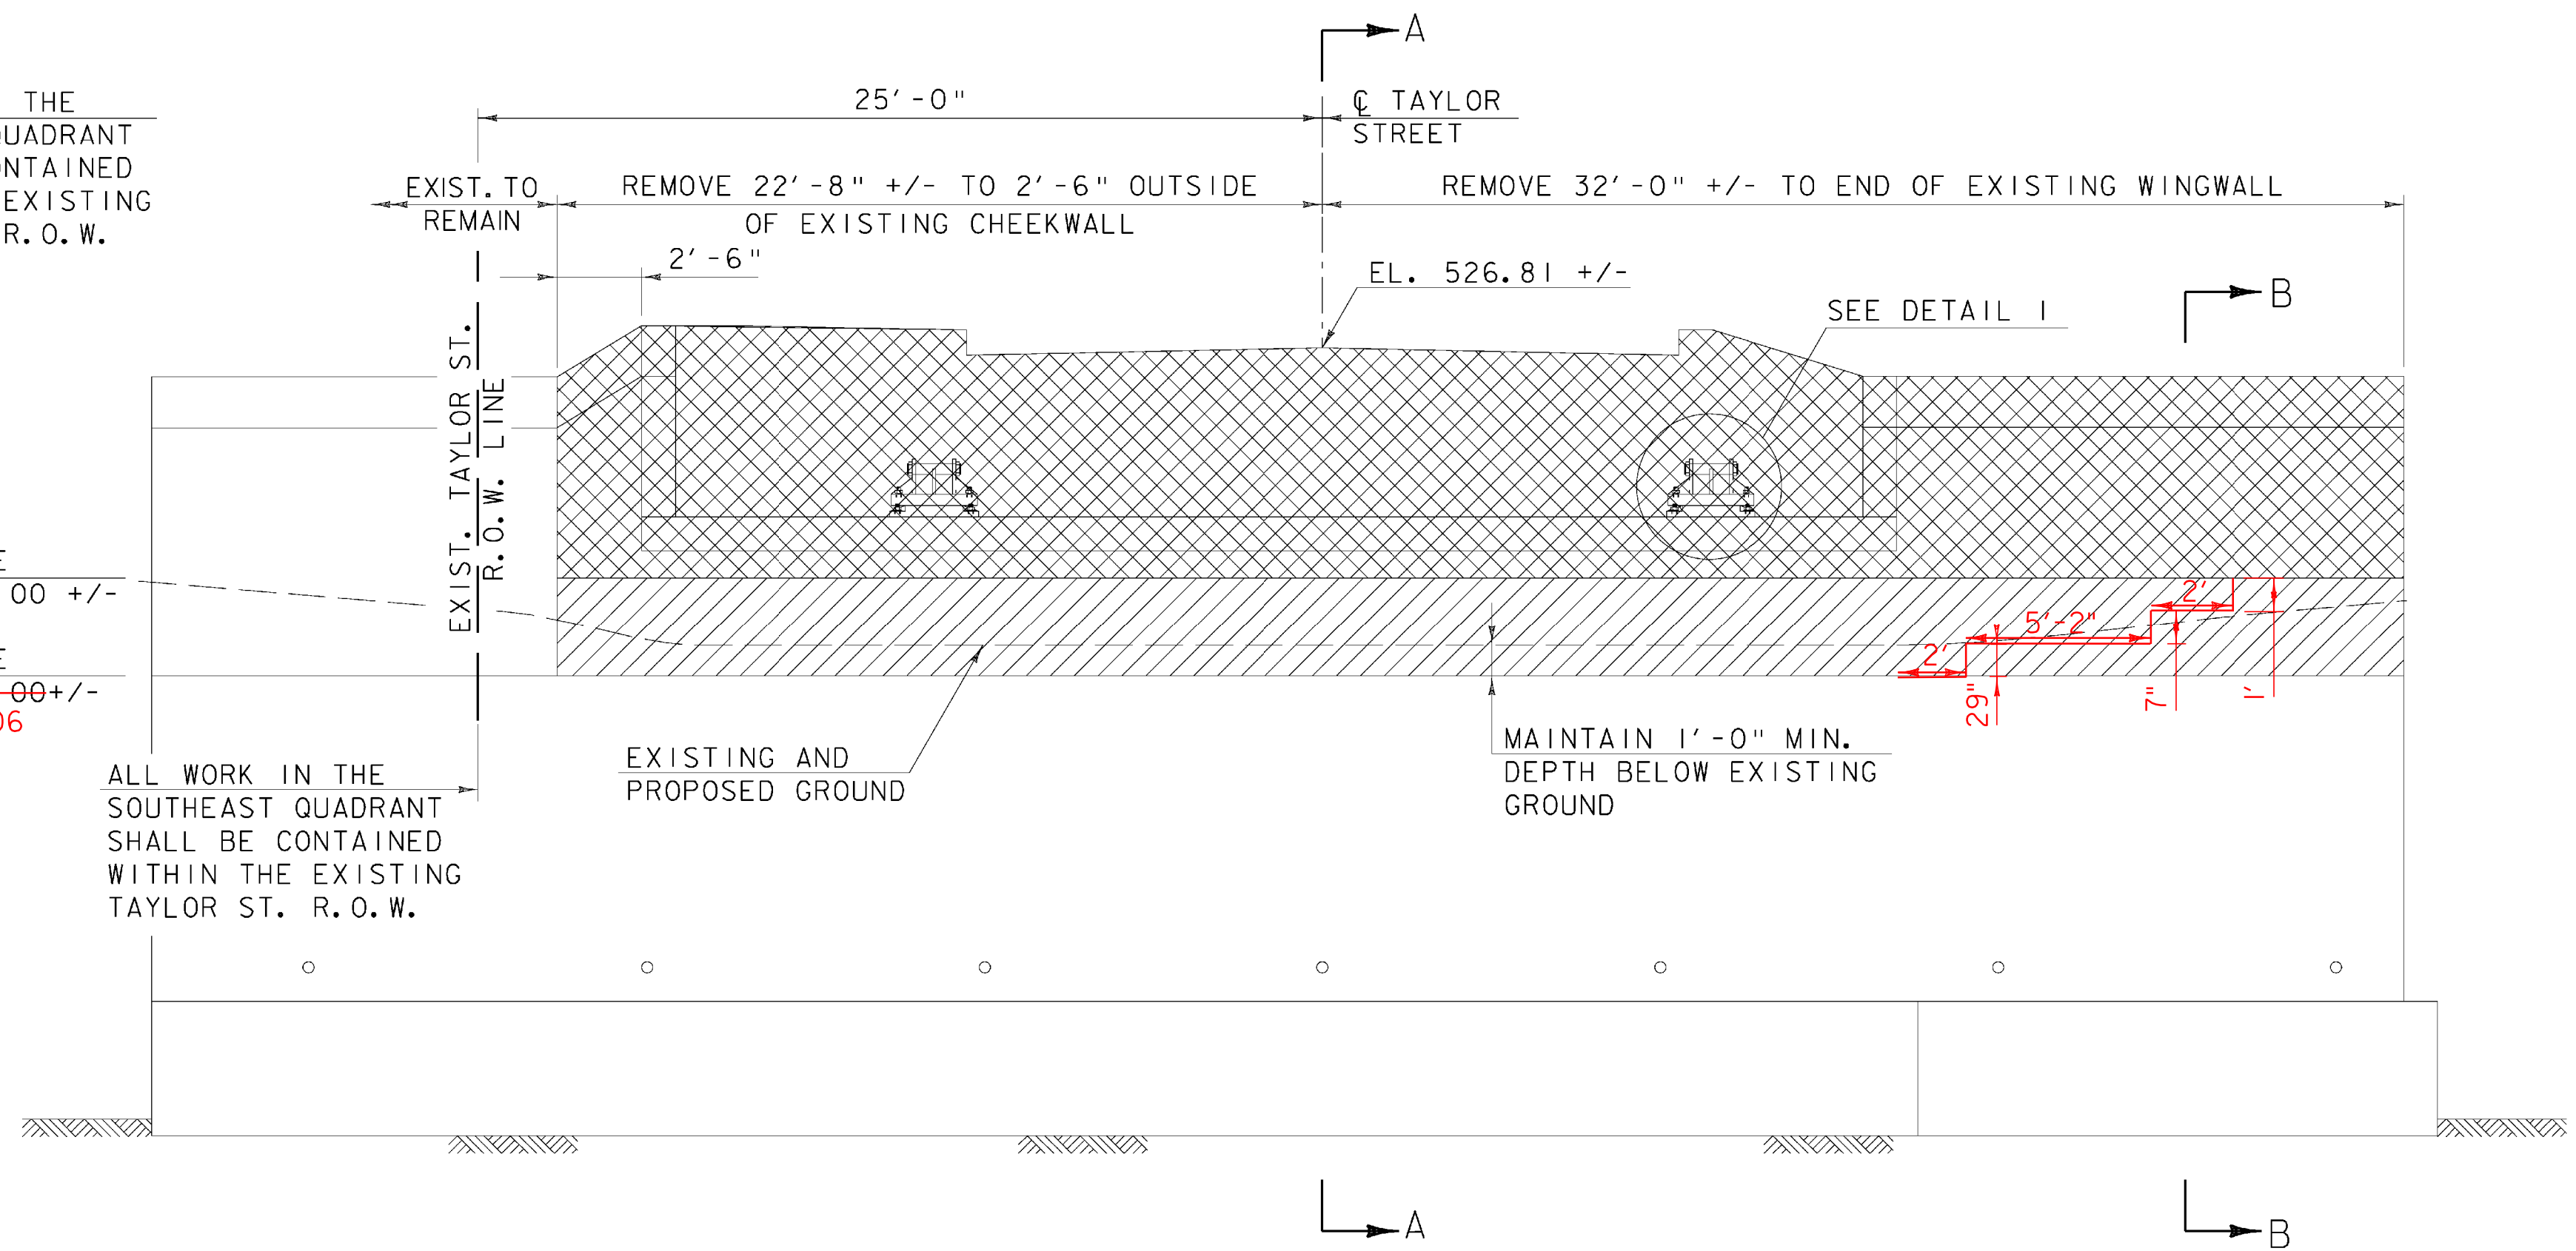 A
THE
QUADRANT
CONTAINED
EXISTING
R.O.W.
25'-0"
℄ TAYLOR
STREET
EXIST. TO
REMAIN
REMOVE 22'-8" +/- TO 2'-6" OUTSIDE
OF EXISTING CHEEKWALL
REMOVE 32'-0" +/- TO END OF EXISTING WINGWALL
2'-6"
EL. 526.81 +/-
SEE DETAIL 1
B
EXIST. TAYLOR ST.
R.O.W. LINE
E
00 +/-
E
00+/-
06
2'
5'-2"
2'
29"
7"
1'
ALL WORK IN THE
SOUTHEAST QUADRANT
SHALL BE CONTAINED
WITHIN THE EXISTING
TAYLOR ST. R.O.W.
EXISTING AND
PROPOSED GROUND
MAINTAIN 1'-0" MIN.
DEPTH BELOW EXISTING
GROUND
A
B